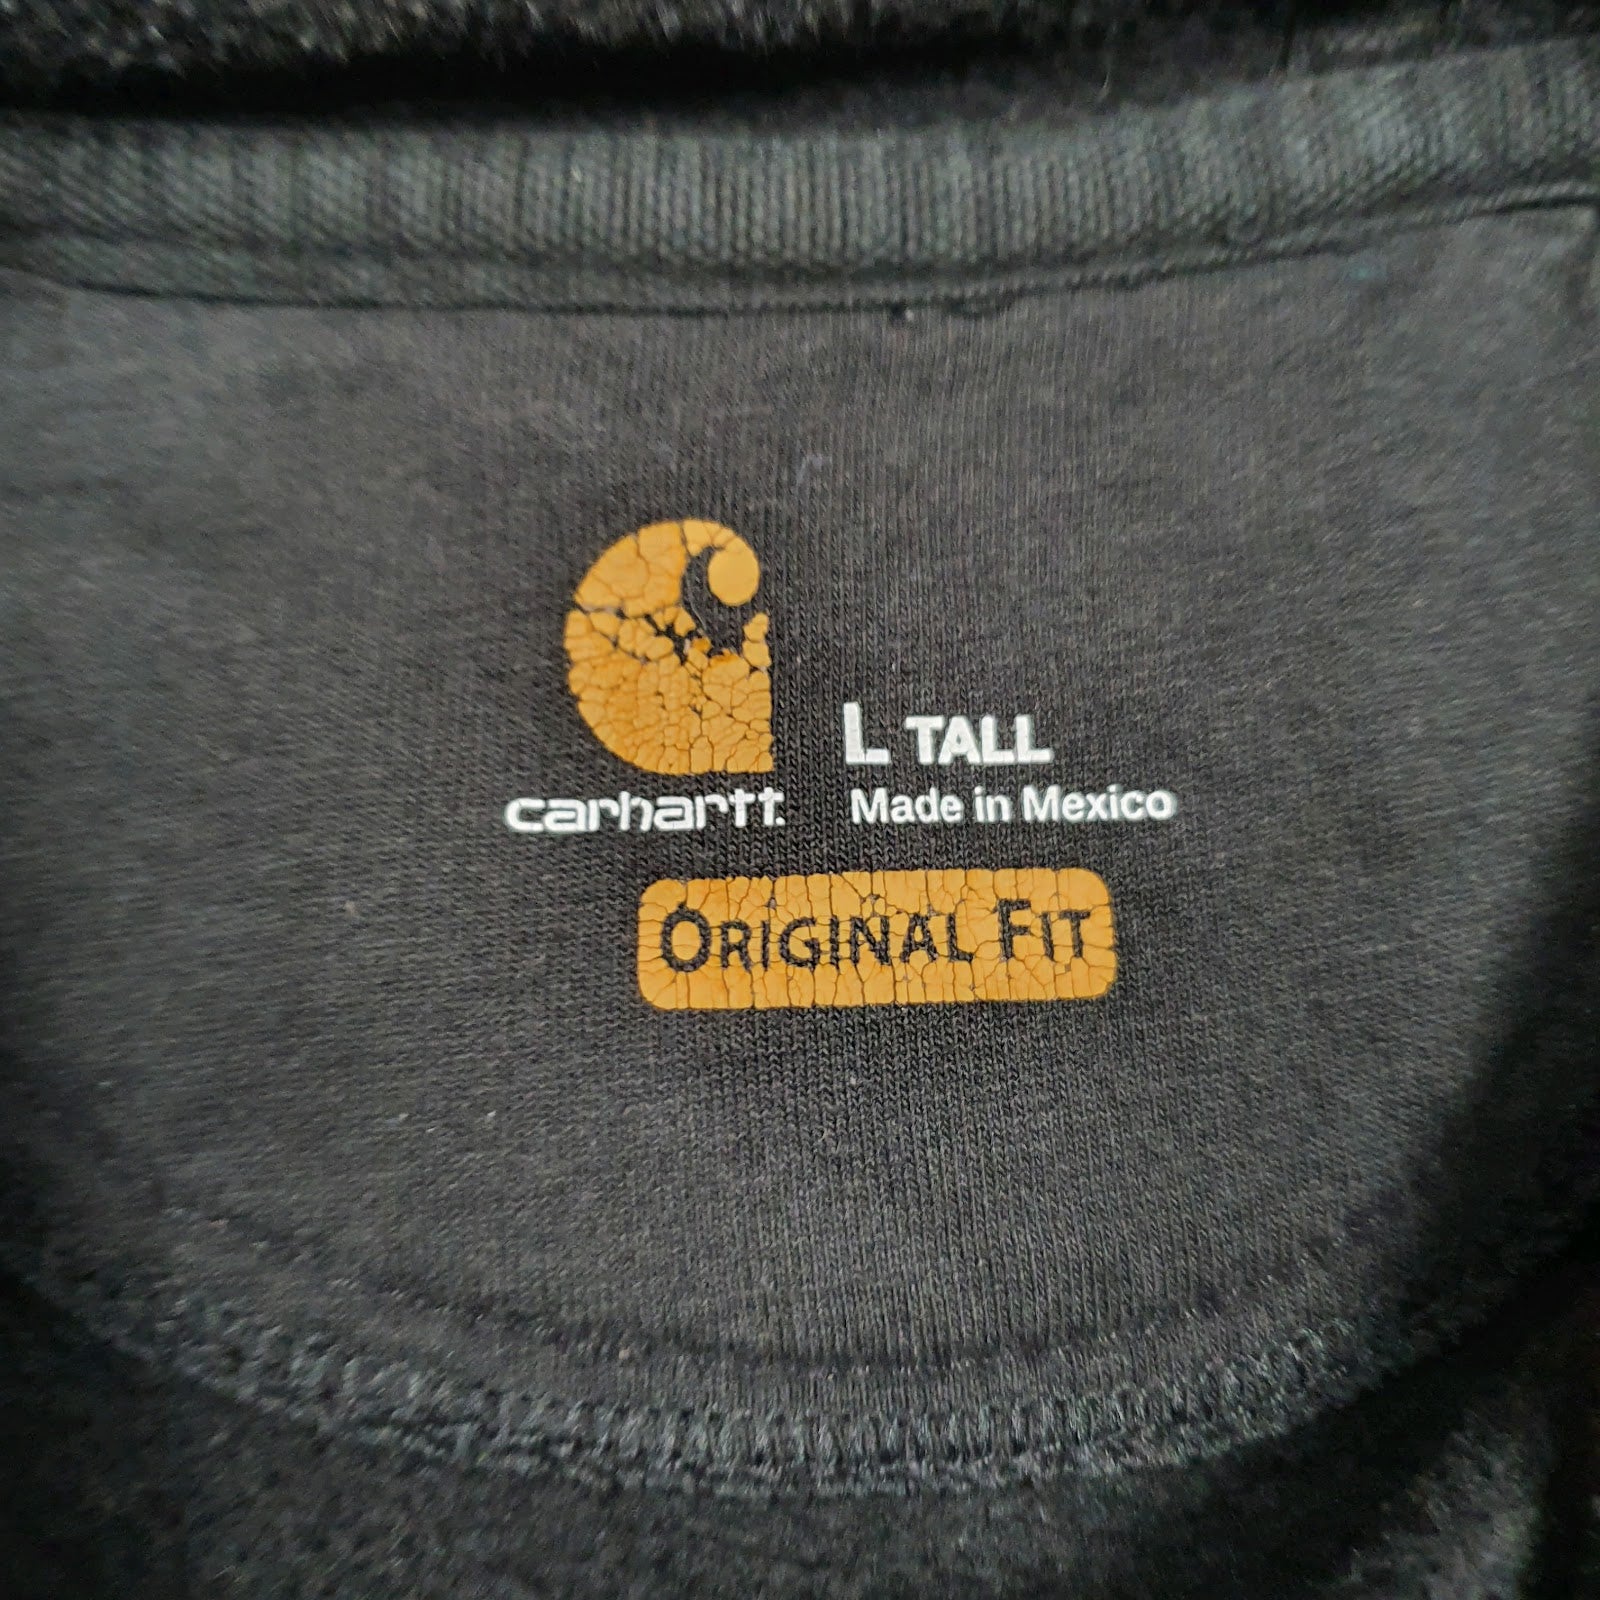 L TALL
carhartt.
Made in Mexico
ORIGINAL FIT